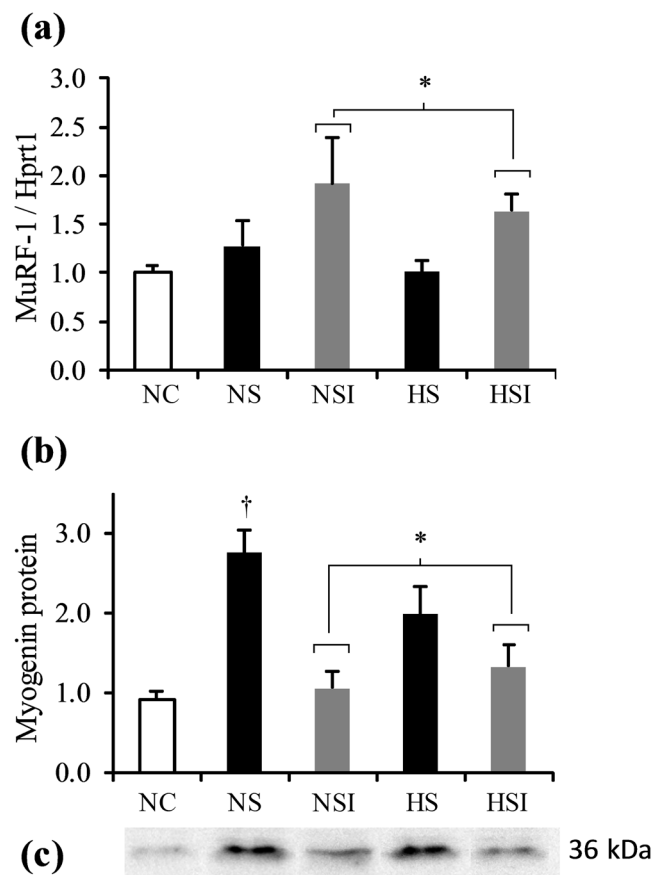 (a)
*
3.0
2.5
2.0
1.5
1.0
0.5
0.0
MuRF-1 / Hprt1
NC NS NSI HS HSI
(b)
†
*
3.0
2.0
1.0
0.0
Myogenin protein
NC NS NSI HS HSI
(c) 36 kDa